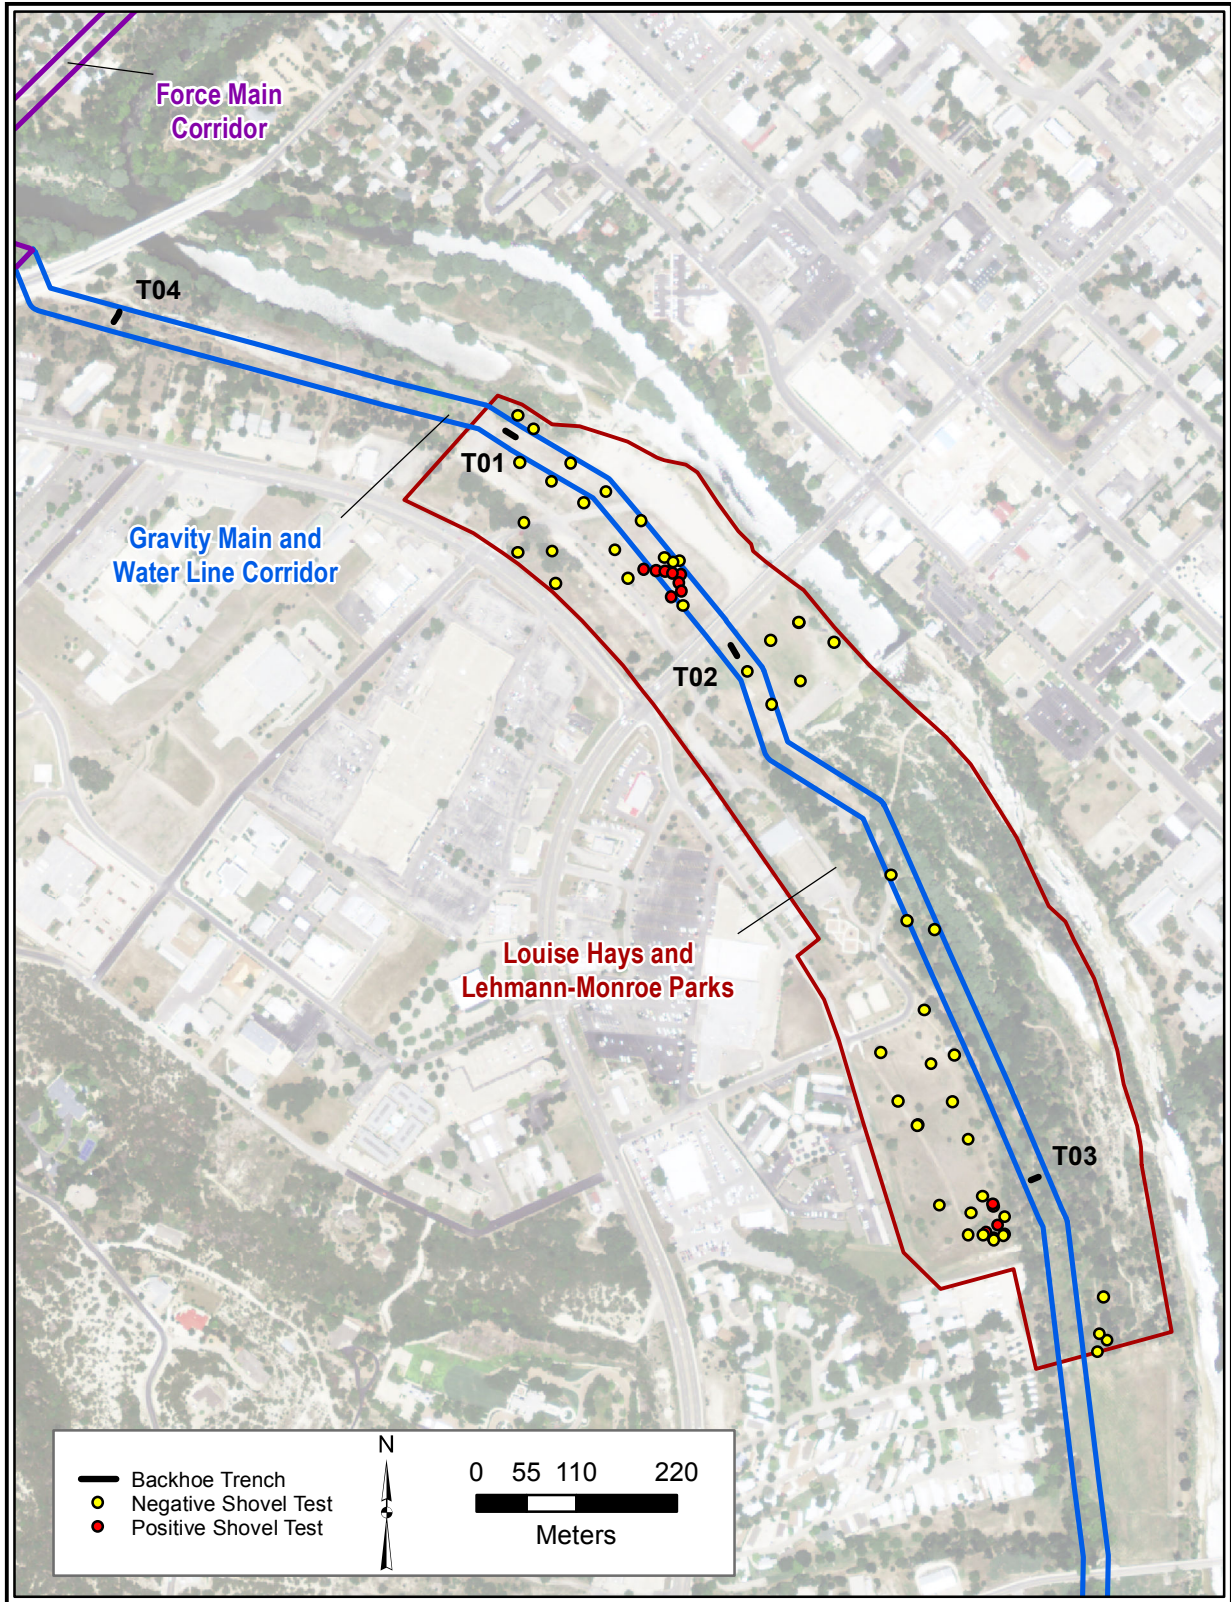 Force Main
Corridor
T04
T01
Gravity Main and
Water Line Corridor
T02
Louise Hays and
Lehmann-Monroe Parks
T03
N
Backhoe Trench
Negative Shovel Test
Positive Shovel Test
0 55 110 220
Meters